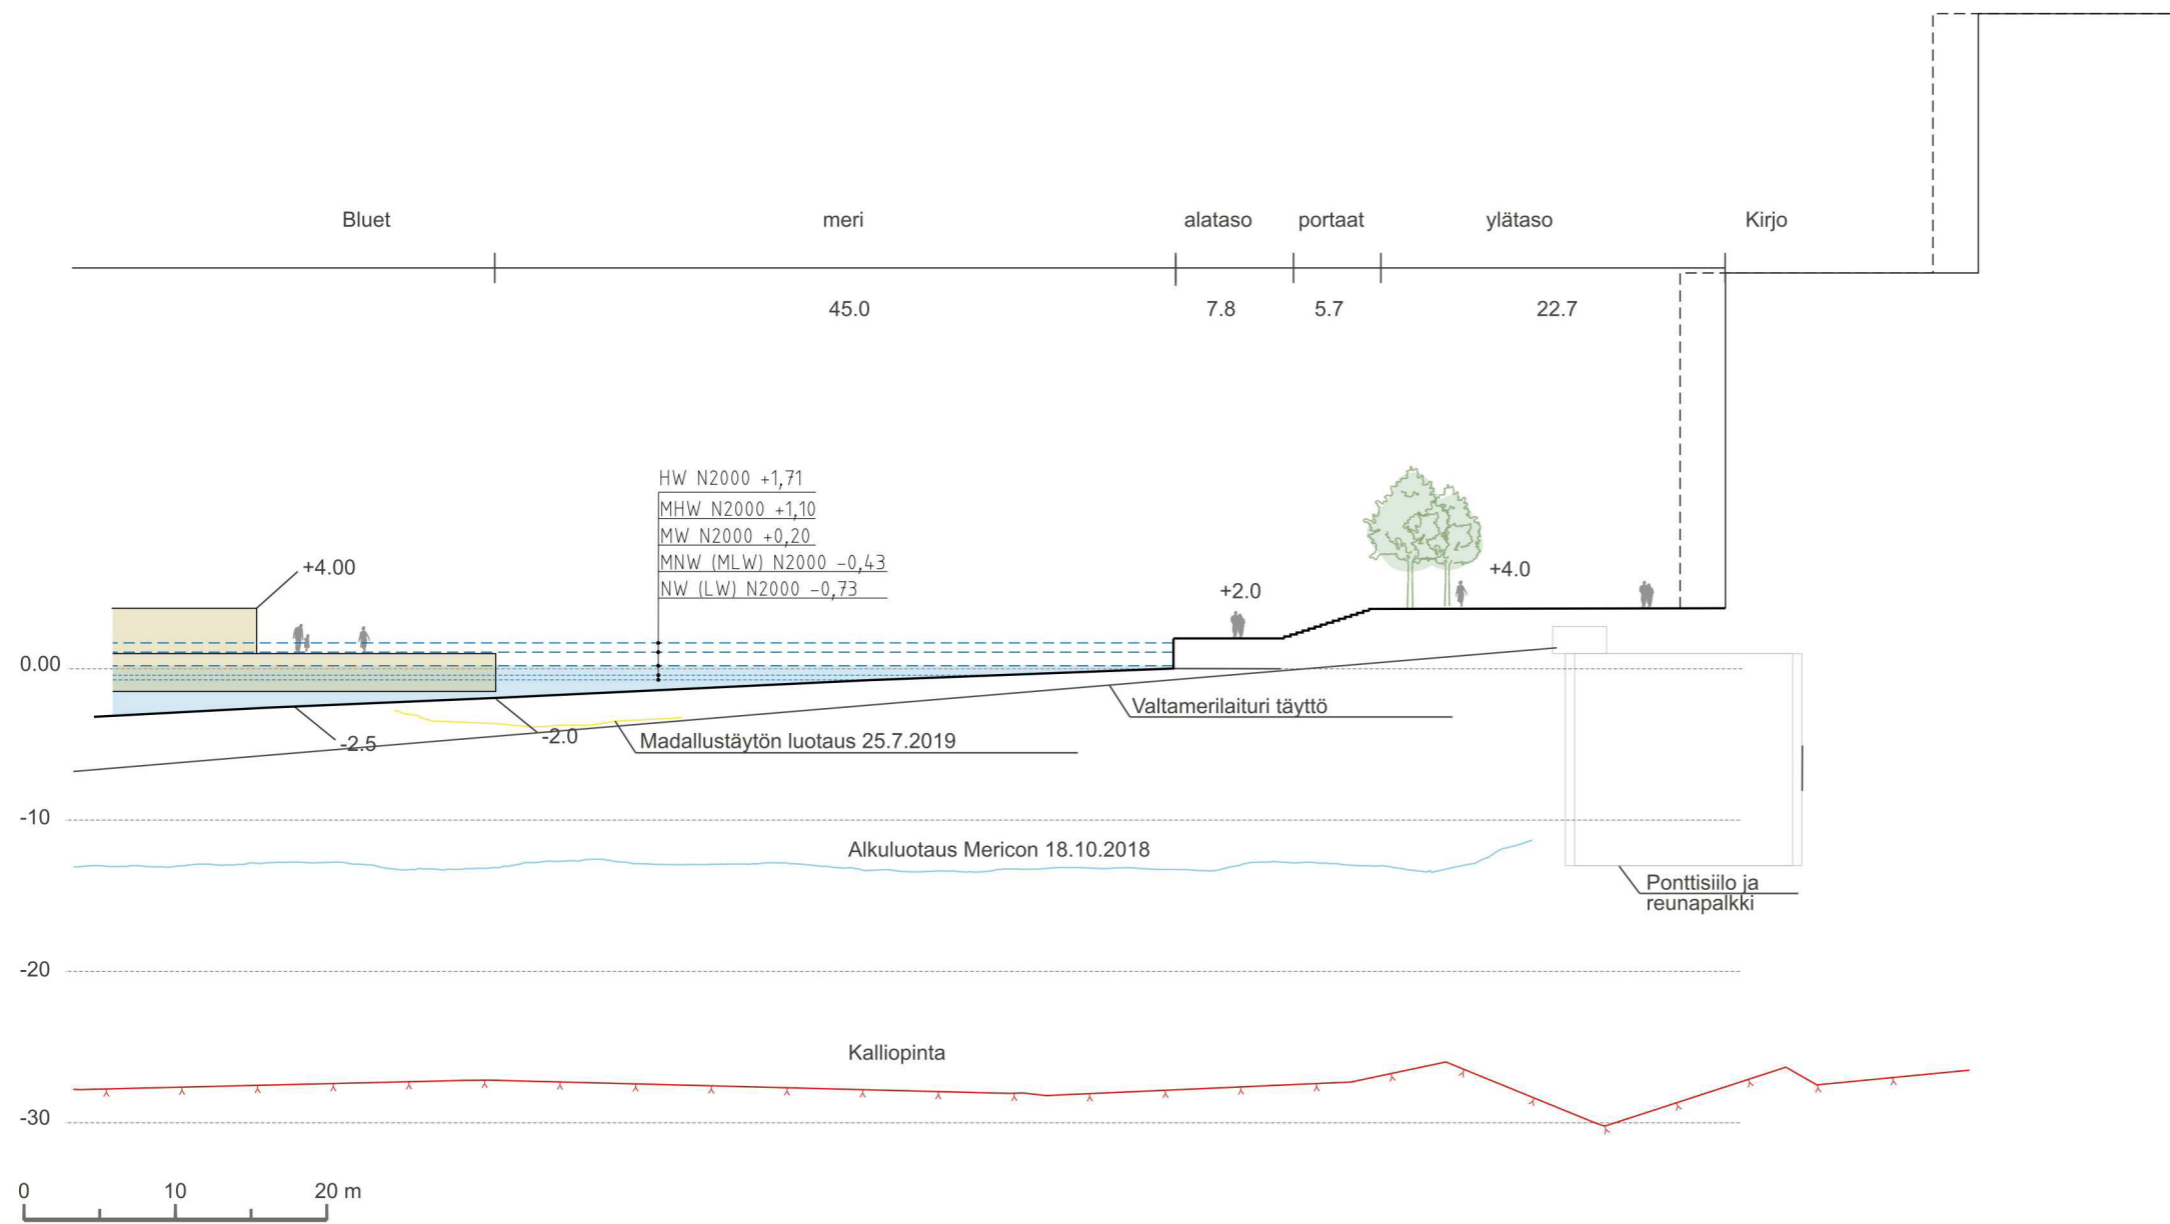 Bluet
meri
alataso
portaat
ylätaso
Kirjo
45.0
7.8
5.7
22.7
HW N2000 +1,71
MHW N2000 +1,10
MW N2000 +0,20
MNW (MLW) N2000 -0,43
NW (LW) N2000 -0,73
+4.00
+2.0
+4.0
0.00
Valtamerilaituri täyttö
-2.5
-2.0
Madallustäytön luotaus 25.7.2019
-10
Alkuluotaus Mericon 18.10.2018
Ponttisiilo ja
reunapalkki
-20
Kalliopinta
-30
0
10
20 m